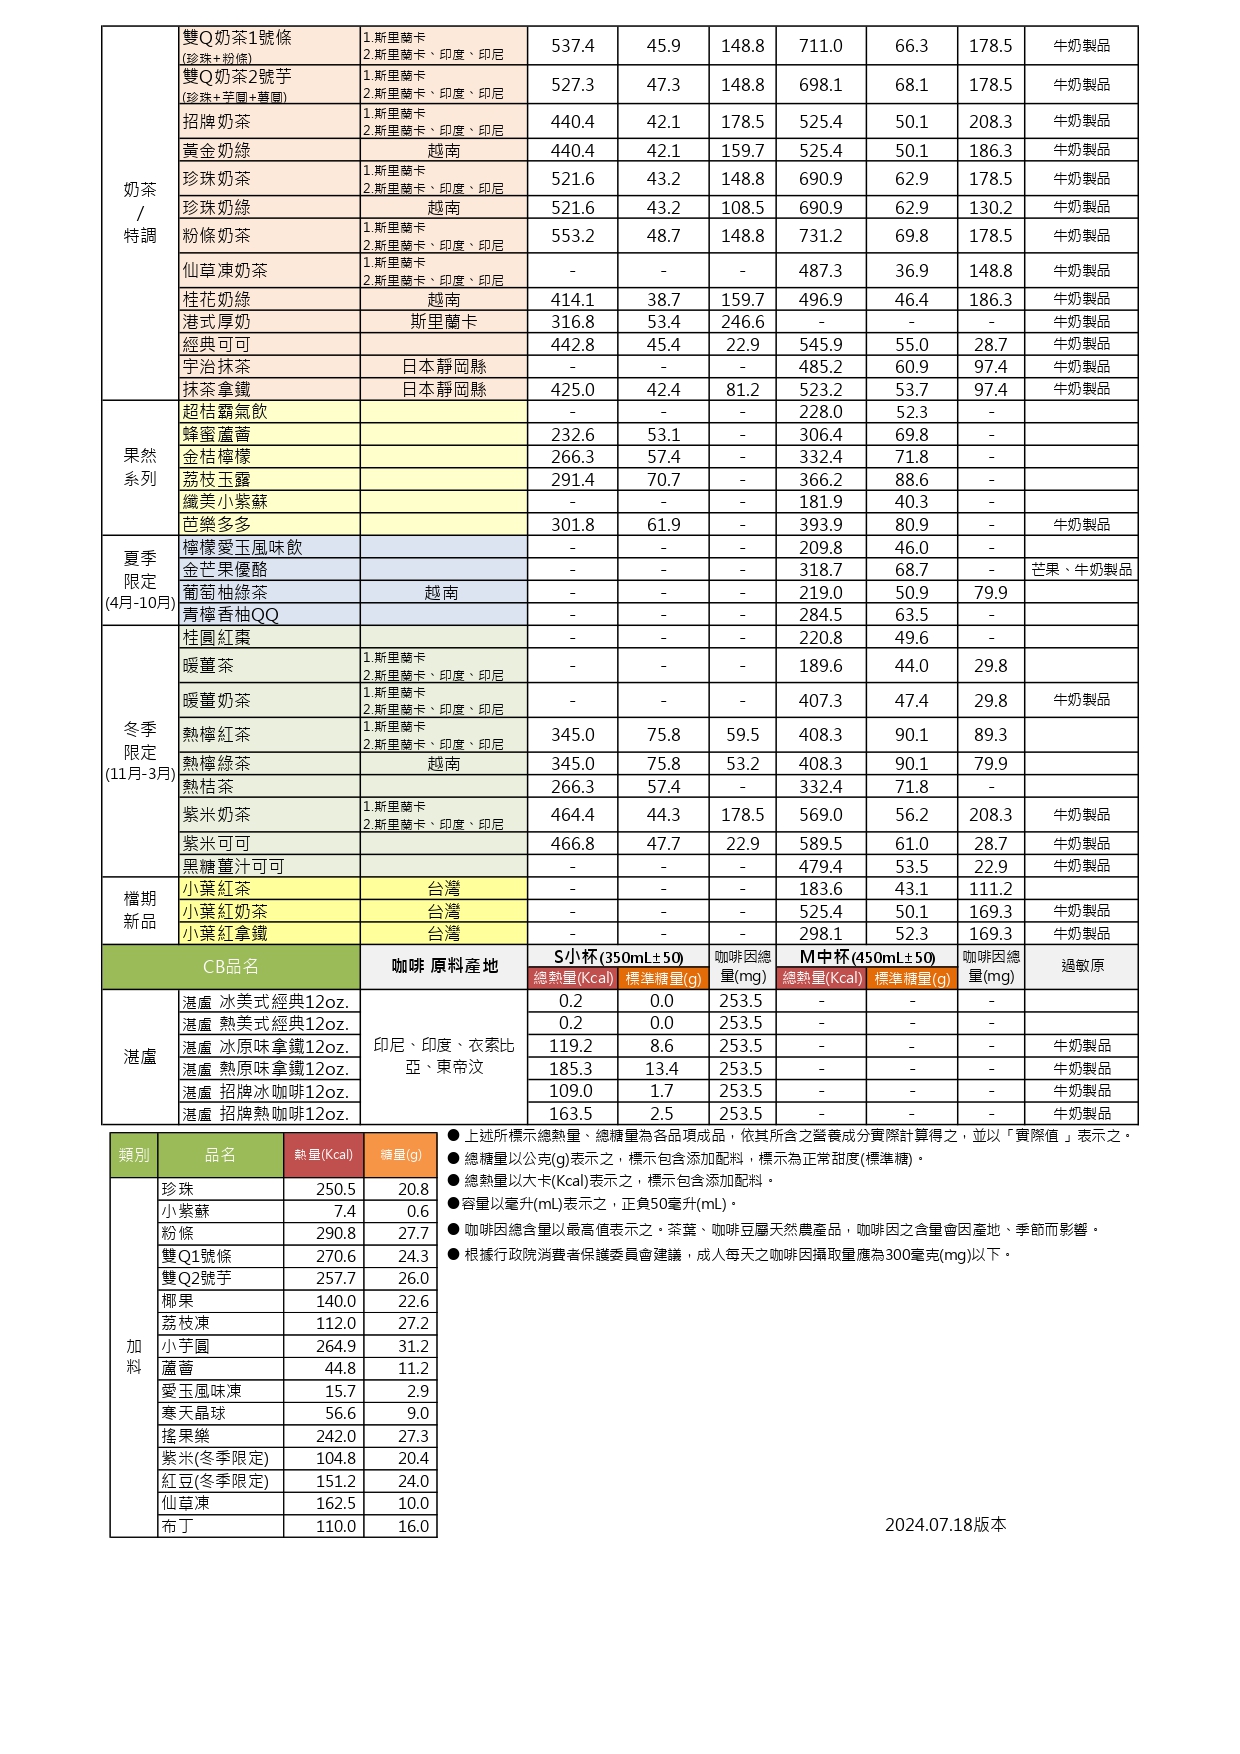 奶茶
/
特調
雙Q奶茶1號條 1.斯里蘭卡 537.4 45.9 148.8 711.0 66.3 178.5 牛奶製品
(珍珠+粉條) 2.斯里蘭卡、印度、印尼
雙Q奶茶2號芋 1.斯里蘭卡 527.3 47.3 148.8 698.1 68.1 178.5 牛奶製品
(珍珠+芋圓+薯圓) 2.斯里蘭卡、印度、印尼
招牌奶茶 1.斯里蘭卡 440.4 42.1 178.5 525.4 50.1 208.3 牛奶製品
2.斯里蘭卡、印度、印尼
黃金奶綠 越南 440.4 42.1 159.7 525.4 50.1 186.3 牛奶製品
珍珠奶茶 1.斯里蘭卡 521.6 43.2 148.8 690.9 62.9 178.5 牛奶製品
2.斯里蘭卡、印度、印尼
珍珠奶綠 越南 521.6 43.2 108.5 690.9 62.9 130.2 牛奶製品
粉條奶茶 1.斯里蘭卡 553.2 48.7 148.8 731.2 69.8 178.5 牛奶製品
2.斯里蘭卡、印度、印尼
仙草凍奶茶 1.斯里蘭卡 - - - 487.3 36.9 148.8 牛奶製品
2.斯里蘭卡、印度、印尼
桂花奶綠 越南 414.1 38.7 159.7 496.9 46.4 186.3 牛奶製品
港式厚奶 斯里蘭卡 316.8 53.4 246.6 - - - 牛奶製品
經典可可 442.8 45.4 22.9 545.9 55.0 28.7 牛奶製品
宇治抹茶 日本靜岡縣 - - - 485.2 60.9 97.4 牛奶製品
抹茶拿鐵 日本靜岡縣 425.0 42.4 81.2 523.2 53.7 97.4 牛奶製品
果然
系列
超桔霸氣飲 - - - 228.0 52.3 -
蜂蜜蘆薈 232.6 53.1 - 306.4 69.8 -
金桔檸檬 266.3 57.4 - 332.4 71.8 -
荔枝玉露 291.4 70.7 - 366.2 88.6 -
纖美小紫蘇 - - - 181.9 40.3 -
芭樂多多 301.8 61.9 - 393.9 80.9 - 牛奶製品
夏季
限定
(4月-10月)
檸檬愛玉風味飲 - - - 209.8 46.0 -
金芒果優酪 - - - 318.7 68.7 - 芒果、牛奶製品
葡萄柚綠茶 越南 - - - 219.0 50.9 79.9
青檸香柚QQ - - - 284.5 63.5 -
冬季
限定
(11月-3月)
桂圓紅棗 - - - 220.8 49.6 -
暖薑茶 1.斯里蘭卡 - - - 189.6 44.0 29.8
2.斯里蘭卡、印度、印尼
暖薑奶茶 1.斯里蘭卡 - - - 407.3 47.4 29.8 牛奶製品
2.斯里蘭卡、印度、印尼
熱檸紅茶 1.斯里蘭卡 345.0 75.8 59.5 408.3 90.1 89.3
2.斯里蘭卡、印度、印尼
熱檸綠茶 越南 345.0 75.8 53.2 408.3 90.1 79.9
熱桔茶 266.3 57.4 - 332.4 71.8 -
紫米奶茶 1.斯里蘭卡 464.4 44.3 178.5 569.0 56.2 208.3 牛奶製品
2.斯里蘭卡、印度、印尼
紫米可可 466.8 47.7 22.9 589.5 61.0 28.7 牛奶製品
黑糖薑汁可可 - - - 479.4 53.5 22.9 牛奶製品
檔期
新品
小葉紅茶 台灣 - - - 183.6 43.1 111.2
小葉紅奶茶 台灣 - - - 525.4 50.1 169.3 牛奶製品
小葉紅拿鐵 台灣 - - - 298.1 52.3 169.3 牛奶製品
CB品名 咖啡 原料產地 S小杯(350mL±50) 咖啡因總量(mg) M中杯(450mL±50) 咖啡因總量(mg) 過敏原
總熱量(Kcal) 標準糖量(g) 總熱量(Kcal) 標準糖量(g)
湛盧
印尼、印度、衣索比
亞、東帝汶
湛盧 冰美式經典12oz. 0.2 0.0 253.5 - - -
湛盧 熱美式經典12oz. 0.2 0.0 253.5 - - -
湛盧 冰原味拿鐵12oz. 119.2 8.6 253.5 - - - 牛奶製品
湛盧 熱原味拿鐵12oz. 185.3 13.4 253.5 - - - 牛奶製品
湛盧 招牌冰咖啡12oz. 109.0 1.7 253.5 - - - 牛奶製品
湛盧 招牌熱咖啡12oz. 163.5 2.5 253.5 - - - 牛奶製品
類別 品名 熱量(Kcal) 糖量(g)
加
料
珍珠 250.5 20.8
小紫蘇 7.4 0.6
粉條 290.8 27.7
雙Q1號條 270.6 24.3
雙Q2號芋 257.7 26.0
椰果 140.0 22.6
荔枝凍 112.0 27.2
小芋圓 264.9 31.2
蘆薈 44.8 11.2
愛玉風味凍 15.7 2.9
寒天晶球 56.6 9.0
搖果樂 242.0 27.3
紫米(冬季限定) 104.8 20.4
紅豆(冬季限定) 151.2 24.0
仙草凍 162.5 10.0
布丁 110.0 16.0
● 上述所標示總熱量、總糖量為各品項成品，依其所含之營養成分實際計算得之，並以「實際值 」表示之。
● 總糖量以公克(g)表示之，標示包含添加配料，標示為正常甜度(標準糖)。
● 總熱量以大卡(Kcal)表示之，標示包含添加配料。
●容量以毫升(mL)表示之，正負50毫升(mL)。
● 咖啡因總含量以最高值表示之。茶葉、咖啡豆屬天然農產品，咖啡因之含量會因產地、季節而影響。
● 根據行政院消費者保護委員會建議，成人每天之咖啡因攝取量應為300毫克(mg)以下。
2024.07.18版本